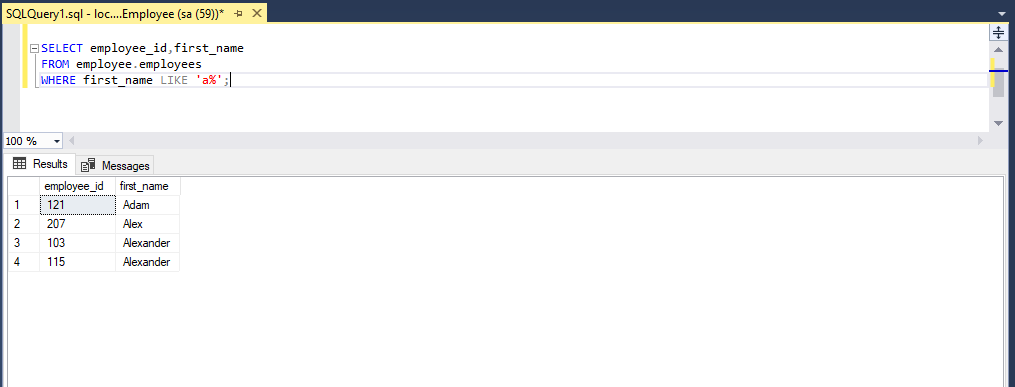 SQLQuery1.sql - loc....Employee (sa (59))*
SELECT employee_id,first_name
FROM employee.employees
WHERE first_name LIKE 'a%';
100 %
Results Messages
employee_id first_name
1 121 Adam
2 207 Alex
3 103 Alexander
4 115 Alexander